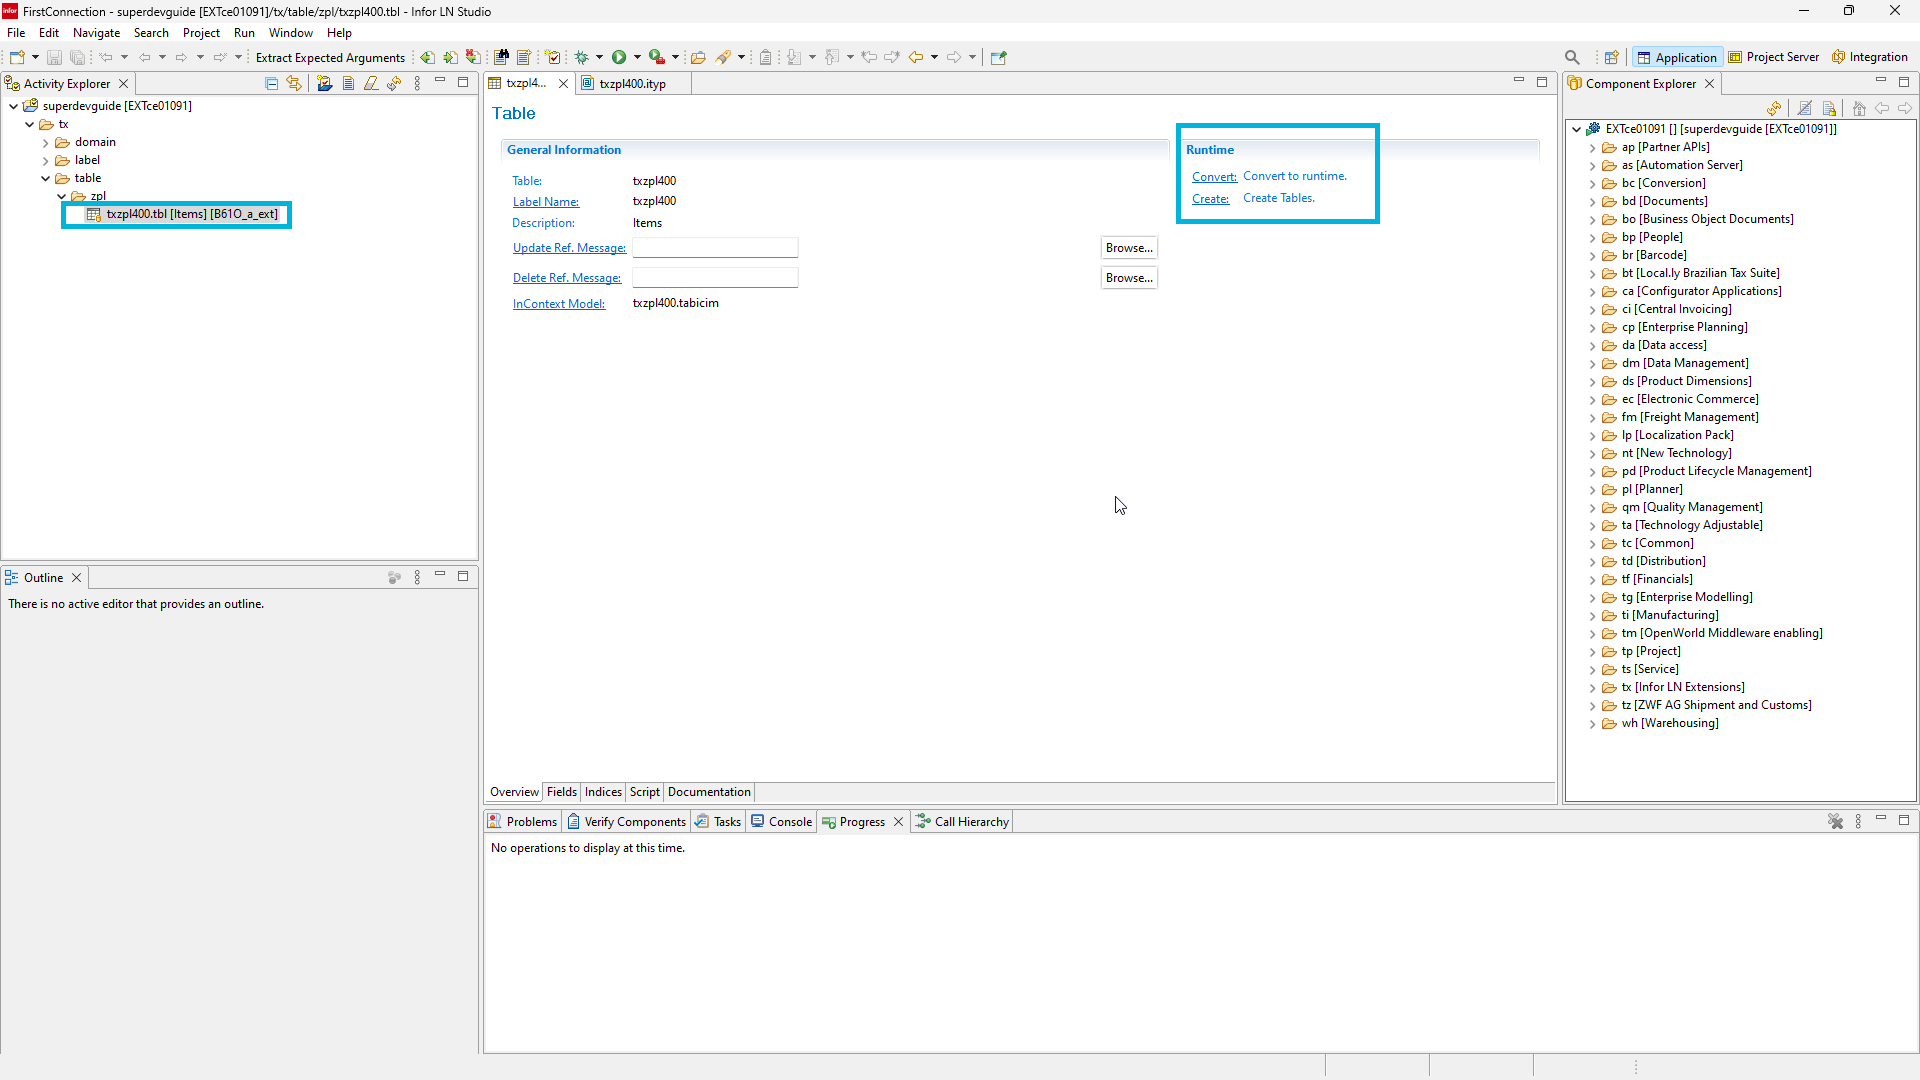 infor FirstConnection - superdevguide [EXTce01091]/tx/table/zpl/txzpl400.tbl - Infor LN Studio
File Edit Navigate Search Project Run Window Help
Extract Expected Arguments
Application Project Server Integration
Activity Explorer
superdevguide [EXTce01091]
tx
domain
label
table
zpl
txzpl400.tbl [Items] [B61O_a_ext]
Outline
There is no active editor that provides an outline.
txzpl4... txzpl400.ityp
Table
General Information
Table: txzpl400
Label Name: txzpl400
Description: Items
Update Ref. Message: Browse...
Delete Ref. Message: Browse...
InContext Model: txzpl400.tabicim
Runtime
Convert: Convert to runtime.
Create: Create Tables.
Overview Fields Indices Script Documentation
Problems Verify Components Tasks Console Progress Call Hierarchy
No operations to display at this time.
Component Explorer
EXTce01091 [] [superdevguide [EXTce01091]]
ap [Partner APIs]
as [Automation Server]
bc [Conversion]
bd [Documents]
bo [Business Object Documents]
bp [People]
br [Barcode]
bt [Local.ly Brazilian Tax Suite]
ca [Configurator Applications]
ci [Central Invoicing]
cp [Enterprise Planning]
da [Data access]
dm [Data Management]
ds [Product Dimensions]
ec [Electronic Commerce]
fm [Freight Management]
lp [Localization Pack]
nt [New Technology]
pd [Product Lifecycle Management]
pl [Planner]
qm [Quality Management]
ta [Technology Adjustable]
tc [Common]
td [Distribution]
tf [Financials]
tg [Enterprise Modelling]
ti [Manufacturing]
tm [OpenWorld Middleware enabling]
tp [Project]
ts [Service]
tx [Infor LN Extensions]
tz [ZWF AG Shipment and Customs]
wh [Warehousing]